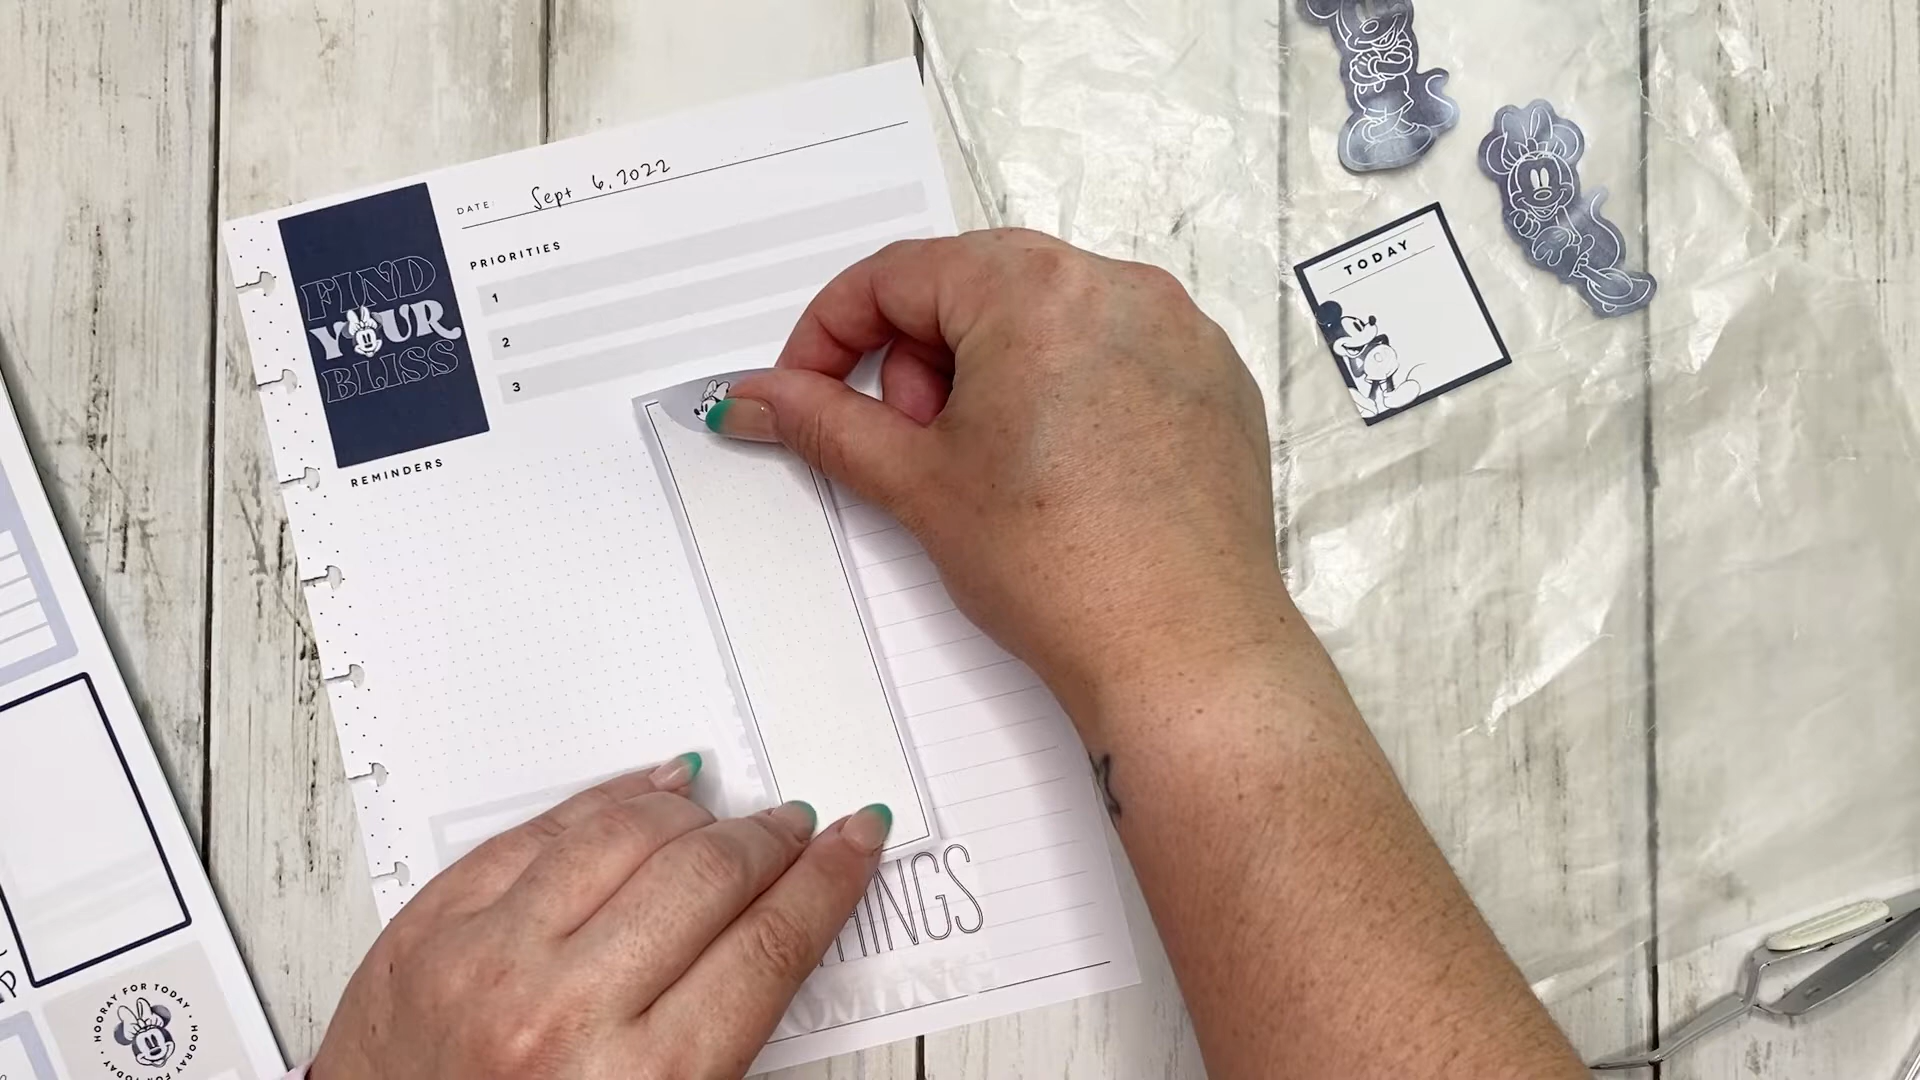 DATE: Sept 6, 2022
PRIORITIES
1
2
3
FIND
YOUR
BLISS
REMINDERS
TODAY
HOORAY FOR TODAY • HOORAY FOR TODAY •